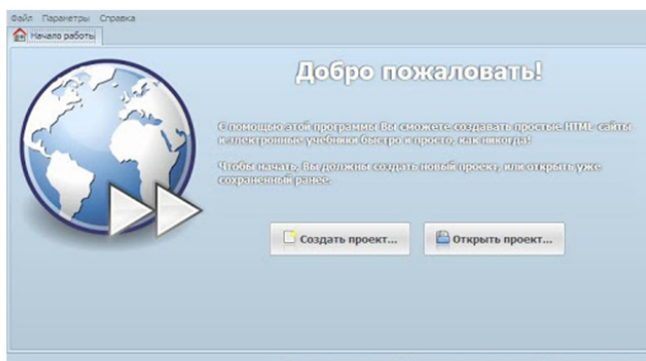 Файл Параметры Справка
Начало работы
Добро пожаловать!
С помощью этой программы Вы сможете создавать простые HTML-сайты
и электронные учебники быстро и просто, как никогда!
Чтобы начать, Вы должны создать новый проект, или открыть уже
сохраненный ранее.
Создать проект... Открыть проект...